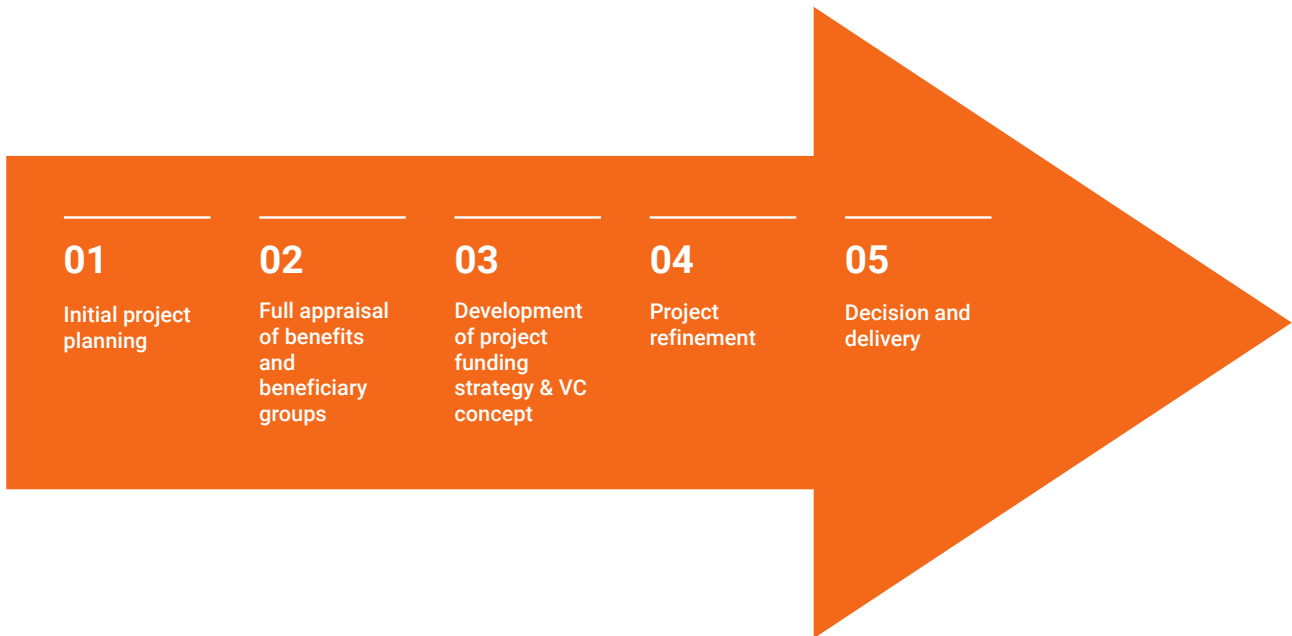 01
Initial project
planning
02
Full appraisal
of benefits
and
beneficiary
groups
03
Development
of project
funding
strategy & VC
concept
04
Project
refinement
05
Decision and
delivery